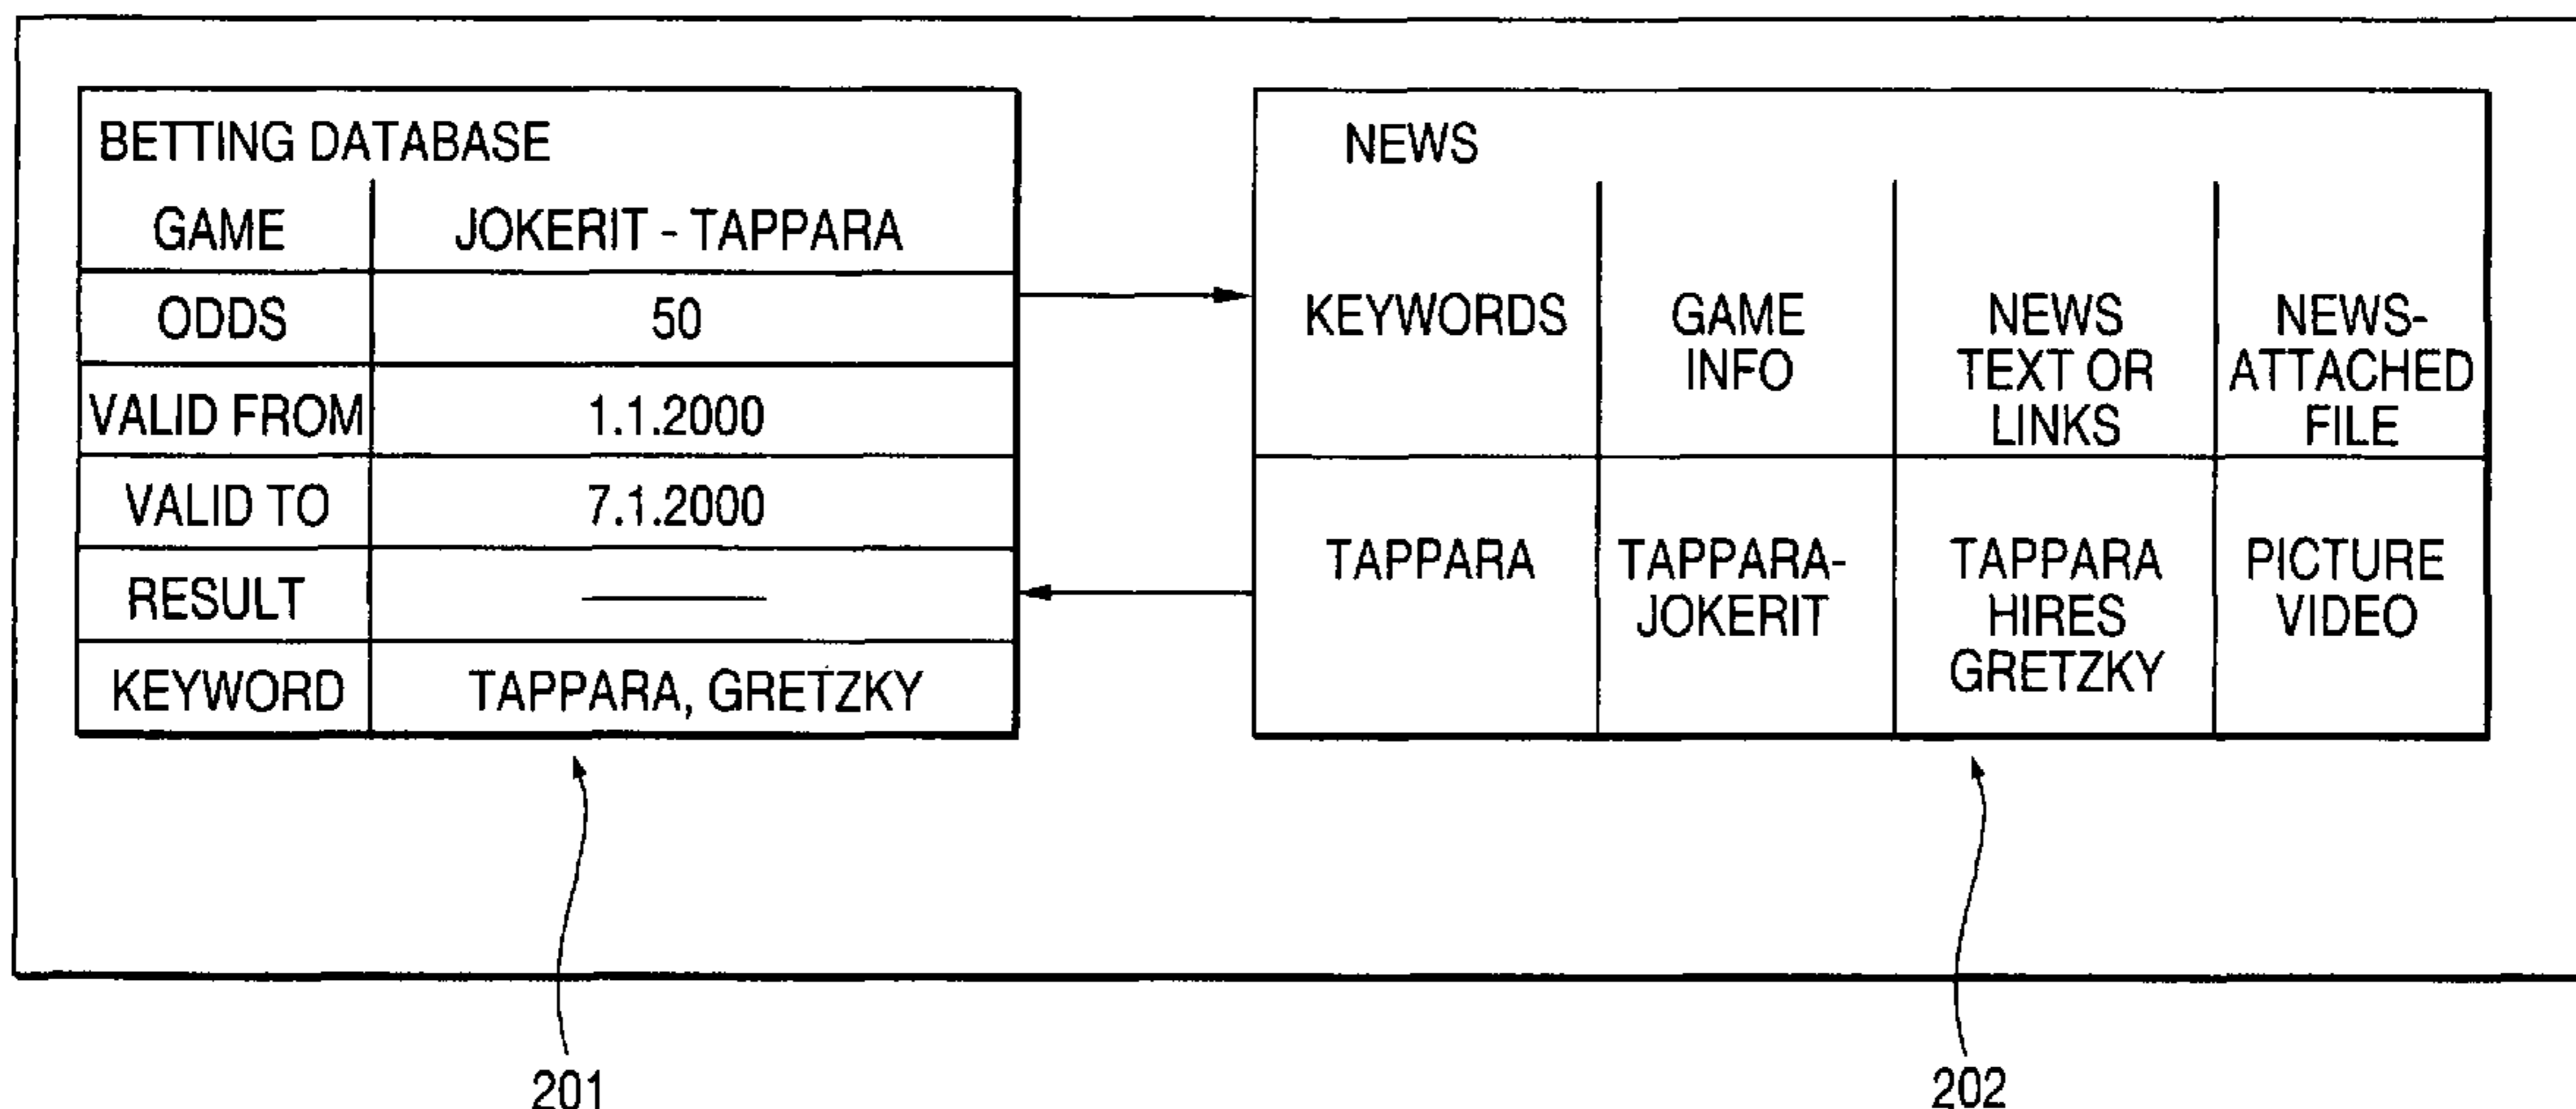 BETTING DATABASE
GAME JOKERIT - TAPPARA
ODDS 50
VALID FROM 1.1.2000
VALID TO 7.1.2000
RESULT
KEYWORD TAPPARA, GRETZKY
NEWS
KEYWORDS
GAME
INFO
NEWS
TEXT OR
LINKS
NEWS-
ATTACHED
FILE
TAPPARA
TAPPARA-
JOKERIT
TAPPARA
HIRES
GRETZKY
PICTURE
VIDEO
201
202